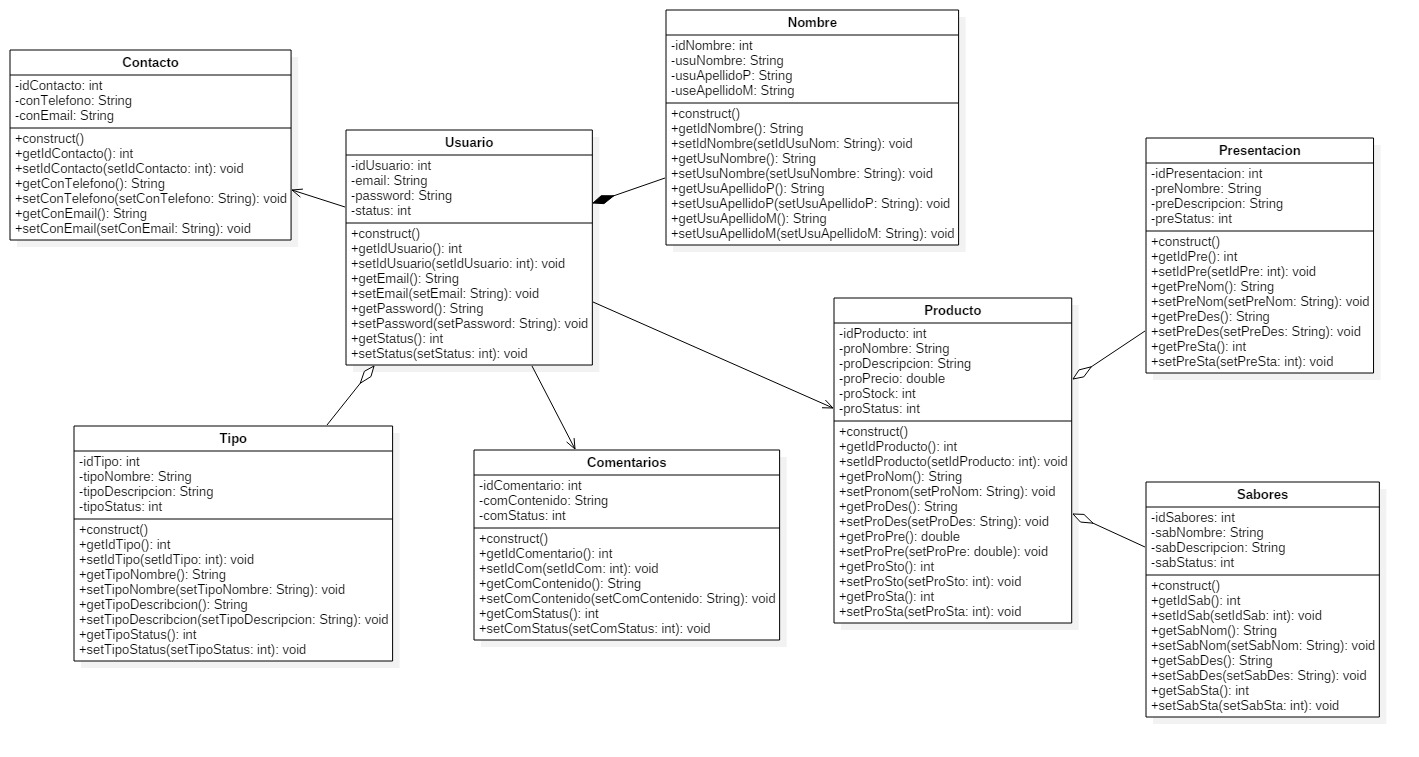 Contacto
-idContacto: int
-conTelefono: String
-conEmail: String
+construct()
+getIdContacto(): int
+setIdContacto(setIdContacto: int): void
+getConTelefono(): String
+setConTelefono(setConTelefono: String): void
+getConEmail(): String
+setConEmail(setConEmail: String): void
Usuario
-idUsuario: int
-email: String
-password: String
-status: int
+construct()
+getIdUsuario(): int
+setIdUsuario(setIdUsuario: int): void
+getEmail(): String
+setEmail(setEmail: String): void
+getPassword(): String
+setPassword(setPassword: String): void
+getStatus(): int
+setStatus(setStatus: int): void
Nombre
-idNombre: int
-usuNombre: String
-usuApellidoP: String
-useApellidoM: String
+construct()
+getIdNombre(): String
+setIdNombre(setIdUsuNom: String): void
+getUsuNombre(): String
+setUsuNombre(setUsuNombre: String): void
+getUsuApellidoP(): String
+setUsuApellidoP(setUsuApellidoP: String): void
+getUsuApellidoM(): String
+setUsuApellidoM(setUsuApellidoM: String): void
Presentacion
-idPresentacion: int
-preNombre: String
-preDescripcion: String
-preStatus: int
+construct()
+getIdPre(): int
+setIdPre(setIdPre: int): void
+getPreNom(): String
+setPreNom(setPreNom: String): void
+getPreDes(): String
+setPreDes(setPreDes: String): void
+getPreSta(): int
+setPreSta(setPreSta: int): void
Producto
-idProducto: int
-proNombre: String
-proDescripcion: String
-proPrecio: double
-proStock: int
-proStatus: int
+construct()
+getIdProducto(): int
+setIdProducto(setIdProducto: int): void
+getProNom(): String
+setPronom(setProNom: String): void
+getProDes(): String
+setProDes(setProDes: String): void
+getProPre(): double
+setProPre(setProPre: double): void
+getProSto(): int
+setProSto(setProSto: int): void
+getProSta(): int
+setProSta(setProSta: int): void
Tipo
-idTipo: int
-tipoNombre: String
-tipoDescripcion: String
-tipoStatus: int
+construct()
+getIdTipo(): int
+setIdTipo(setIdTipo: int): void
+getTipoNombre(): String
+setTipoNombre(setTipoNombre: String): void
+getTipoDescribcion(): String
+setTipoDescribcion(setTipoDescripcion: String): void
+getTipoStatus(): int
+setTipoStatus(setTipoStatus: int): void
Comentarios
-idComentario: int
-comContenido: String
-comStatus: int
+construct()
+getIdComentario(): int
+setIdCom(setIdCom: int): void
+getComContenido(): String
+setComContenido(setComContenido: String): void
+getComStatus(): int
+setComStatus(setComStatus: int): void
Sabores
-idSabores: int
-sabNombre: String
-sabDescripcion: String
-sabStatus: int
+construct()
+getIdSab(): int
+setIdSab(setIdSab: int): void
+getSabNom(): String
+setSabNom(setSabNom: String): void
+getSabDes(): String
+setSabDes(setSabDes: String): void
+getSabSta(): int
+setSabSta(setSabSta: int): void